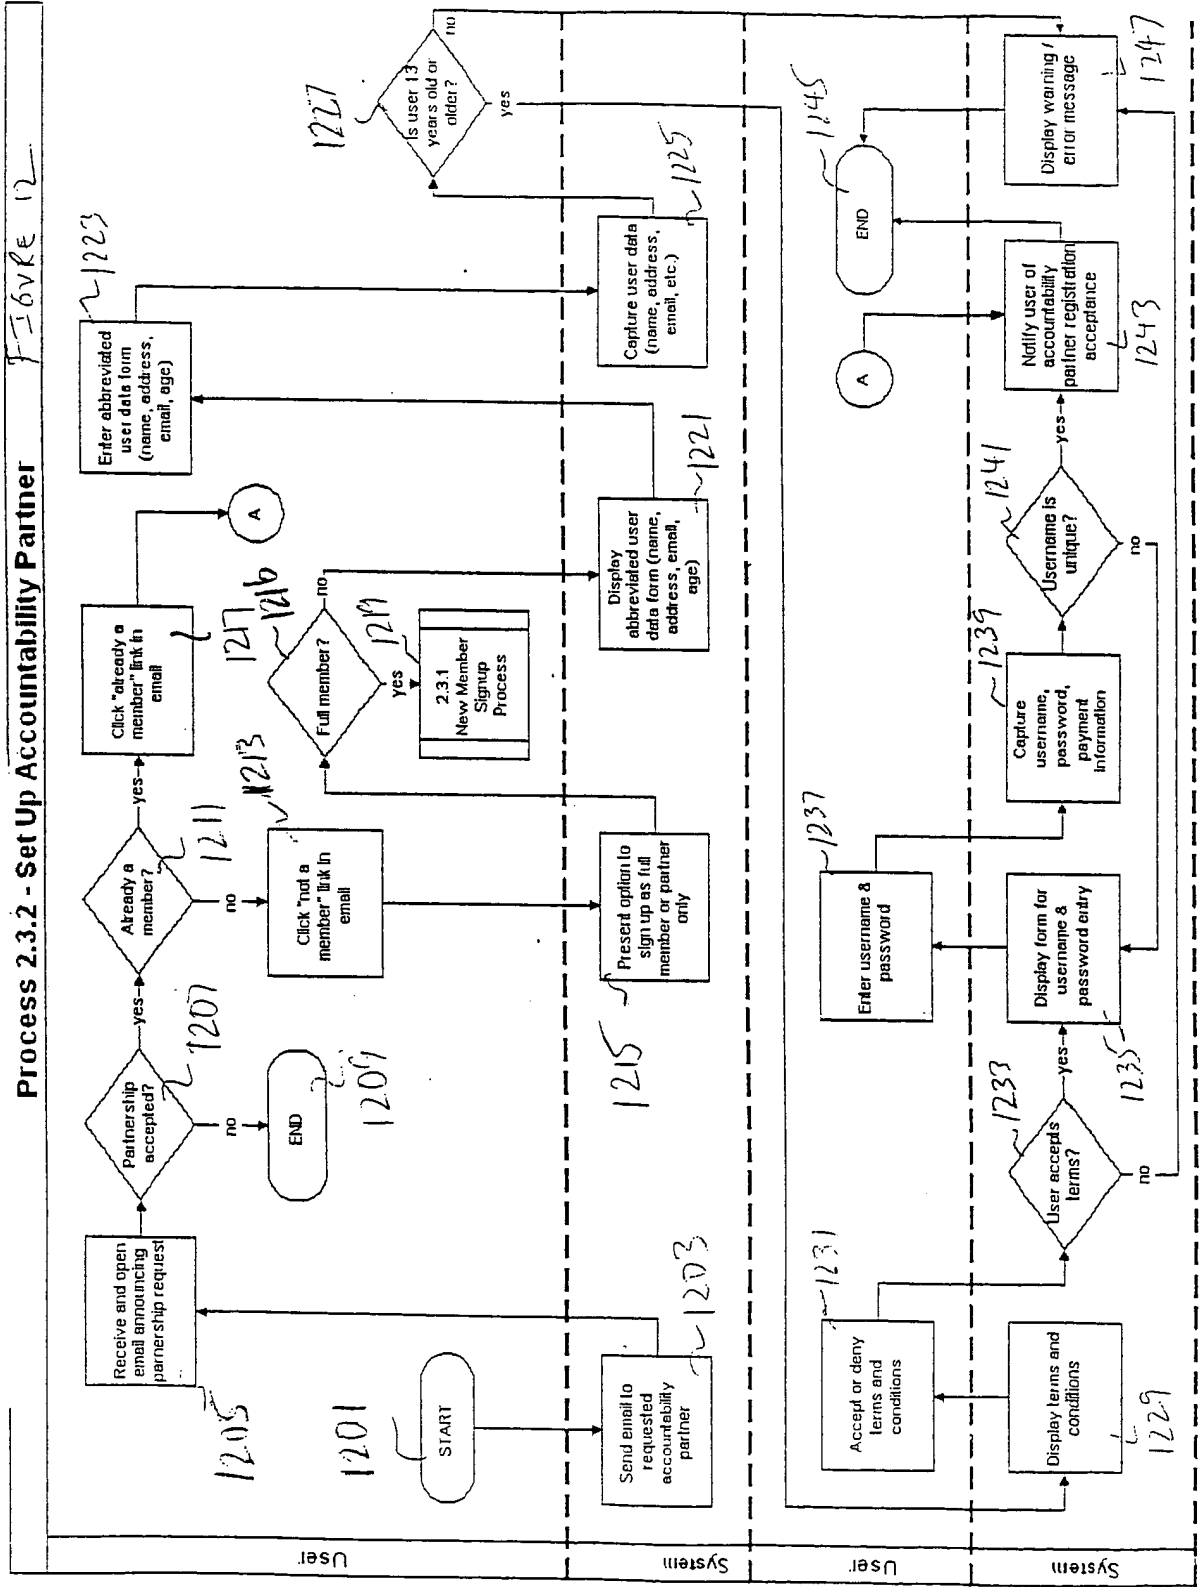 Process 2.3.2 - Set Up Accountability Partner
FIGURE 12
User
Receive and open
email announcing
parnership request
1205
Partnership
accepted?
1207
yes
no
END
1209
Already a
member?
1211
yes
no
Click "already a
member" link in
email
1217
A
Click "not a
member" link in
email
1213
Full member?
1216
no
yes
2.3.1
New Member
Signup
Process
1219
Enter abbreviated
user data form
(name, address,
email, age)
1223
Is user 13
years old or
older?
1227
no
yes
START
1201
System
Send email to
requested
accountability
partner
1203
Present option to
sign up as full
member or partner
only
1215
Display
abbreviated user
data form (name,
address, email,
age)
1221
Capture user data
(name, address,
email, etc.)
1225
User
Accept or deny
terms and
conditions
1231
Enter username &
password
1237
A
END
1245
System
Display terms and
conditions
1229
User accepts
terms?
1233
yes
no
Display form for
username &
password entry
1235
Capture
username,
password,
payment
information
1239
Username is
unique?
1241
yes
no
Notify user of
accountability
partner registration
acceptance
1243
Display warning /
error message
1247